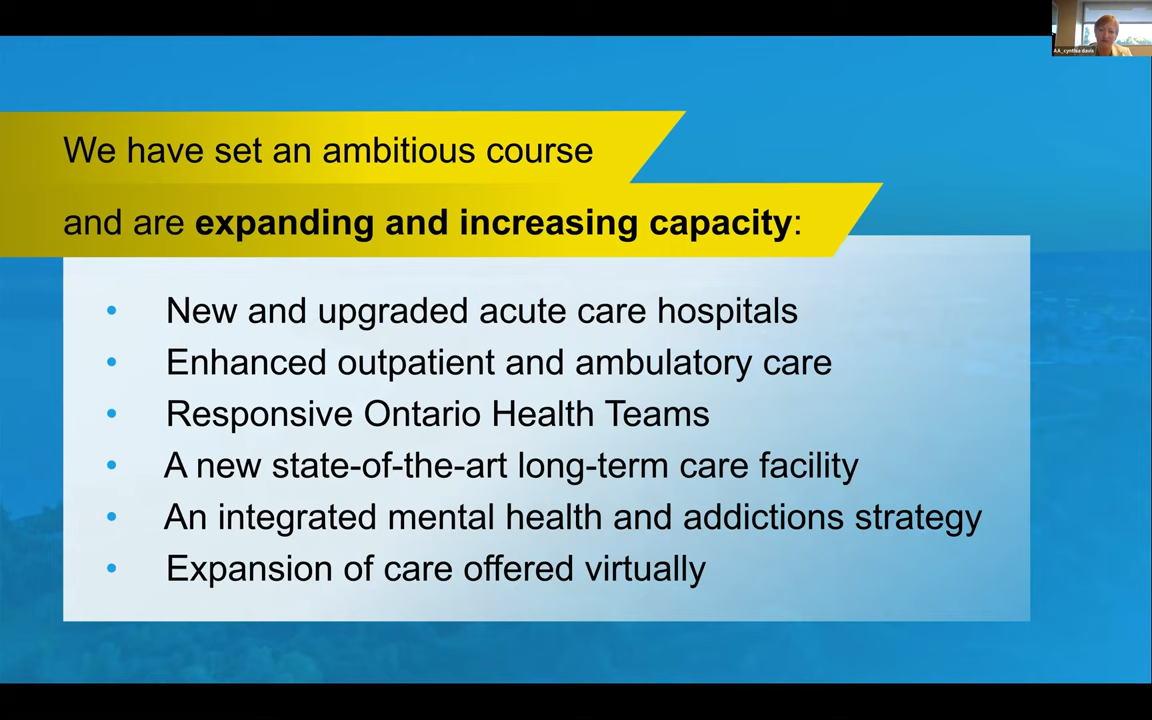 AA_cynthia davis
We have set an ambitious course
and are expanding and increasing capacity:
• New and upgraded acute care hospitals
• Enhanced outpatient and ambulatory care
• Responsive Ontario Health Teams
• A new state-of-the-art long-term care facility
• An integrated mental health and addictions strategy
• Expansion of care offered virtually